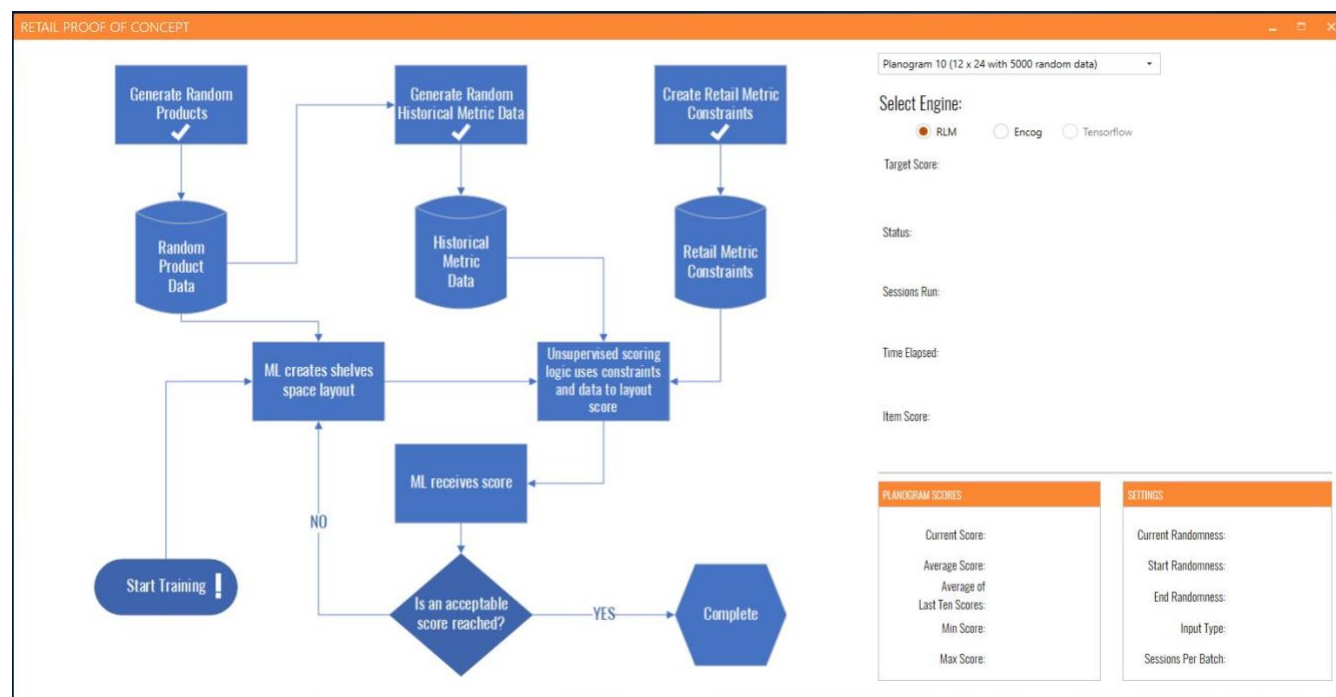 RETAIL PROOF OF CONCEPT
Generate Random
Products
Generate Random
Historical Metric Data
Create Retail Metric
Constraints
Random
Product
Data
Historical
Metric
Data
Retail Metric
Constraints
ML creates shelves
space layout
Unsupervised scoring
logic uses constraints
and data to layout
score
ML receives score
NO
Start Training !
Is an acceptable
score reached?
YES
Complete
Planogram 10 (12 x 24 with 5000 random data)
Select Engine:
RLM Encog Tensorflow
Target Score:
Status:
Sessions Run:
Time Elapsed:
Item Score:
PLANOGRAM SCORES
Current Score:
Average Score:
Average of
Last Ten Scores:
Min Score:
Max Score:
SETTINGS
Current Randomness:
Start Randomness:
End Randomness:
Input Type:
Sessions Per Batch: